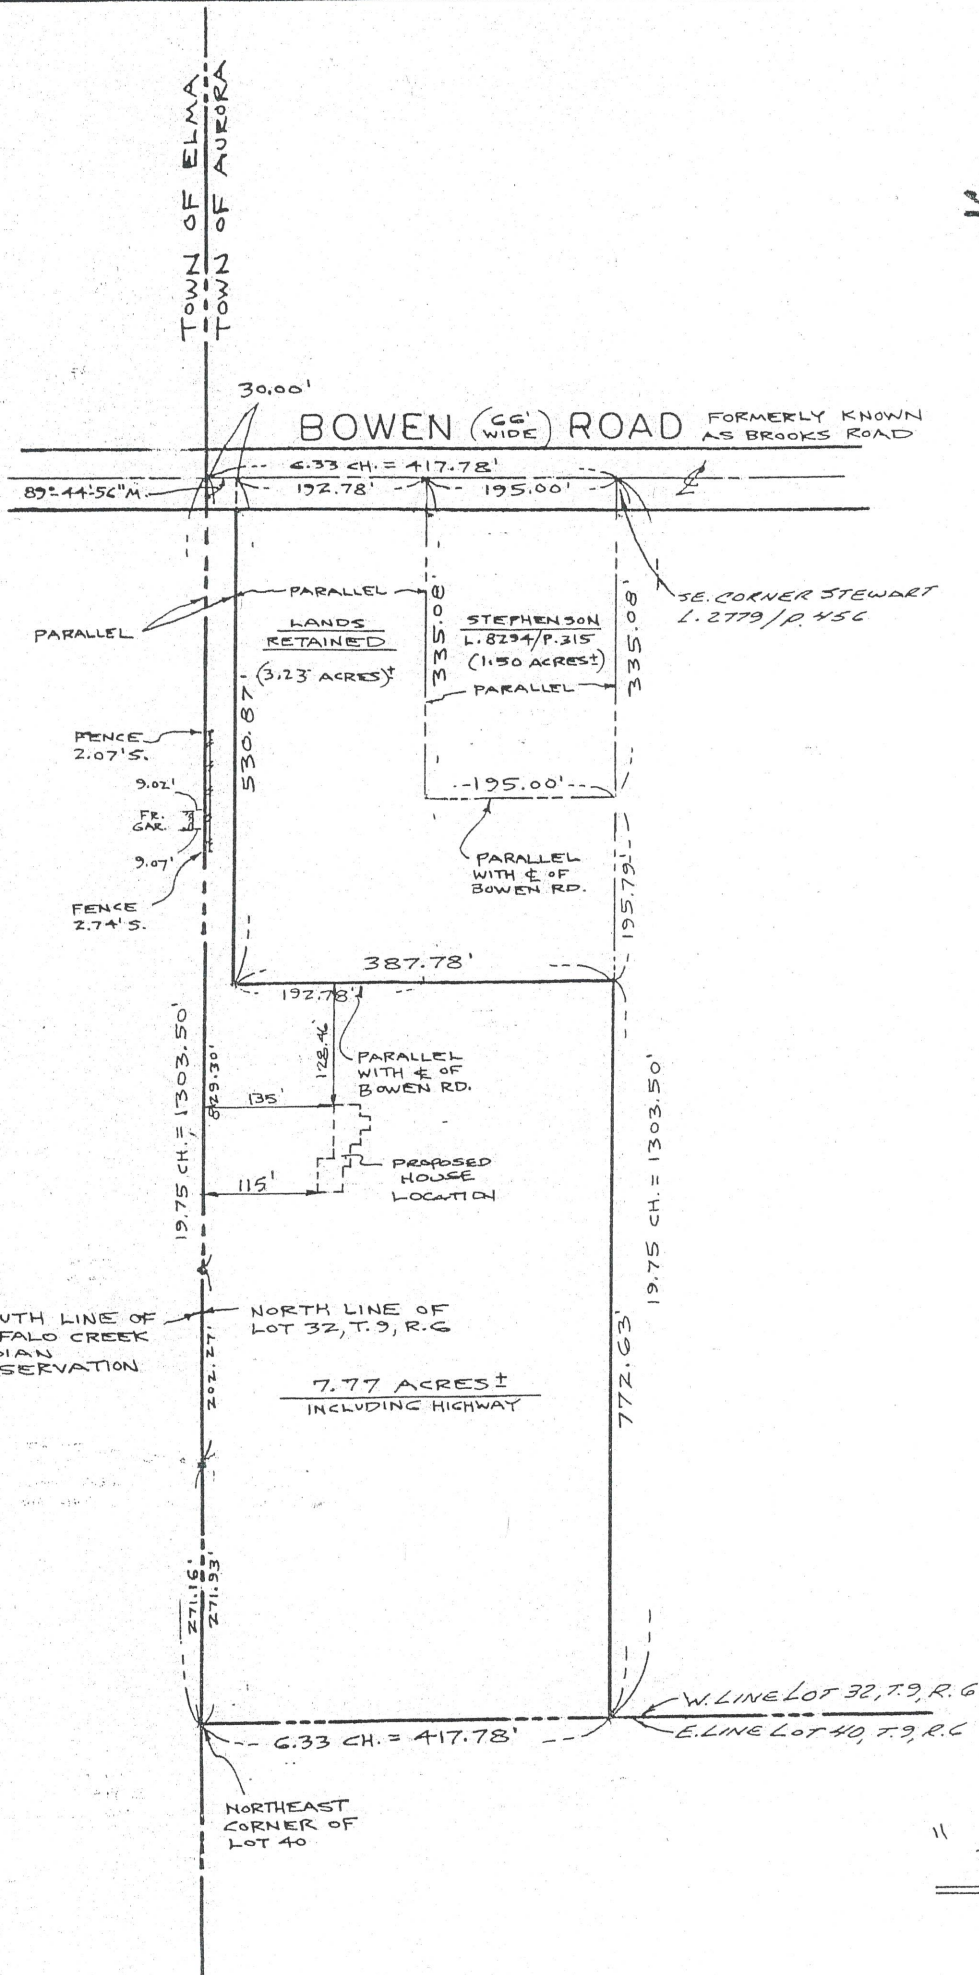 TOWN OF ELMA
TOWN OF AURORA
30.00'
BOWEN (66' WIDE) ROAD
FORMERLY KNOWN
AS BROOKS ROAD
6.33 CH. = 417.78'
89°-44'-56"M.
192.78'
195.00'
℄
SE. CORNER STEWART
L. 2779/P. 456
PARALLEL
PARALLEL
LANDS
RETAINED
(3.23 ACRES)±
335.08'
STEPHENSON
L.8294/P.315
(1.50 ACRES±)
PARALLEL
335.08'
530.87'
FENCE
2.07'S.
9.02'
FR.
GAR.
9.07'
FENCE
2.74'S.
195.00'
PARALLEL
WITH ℄ OF
BOWEN RD.
195.79'
387.78'
192.78'
128.46'
PARALLEL
WITH ℄ OF
BOWEN RD.
19.75 CH. = 1303.50'
829.30'
135'
115'
PROPOSED
HOUSE
LOCATION
19.75 CH. = 1303.50'
772.63'
UTH LINE OF
FALO CREEK
DIAN
SERVATION
NORTH LINE OF
LOT 32, T.9, R.6
202.27'
7.77 ACRES±
INCLUDING HIGHWAY
271.16'
271.93'
W. LINE LOT 32, T.9, R.6
E. LINE LOT 40, T.9, R.6
6.33 CH. = 417.78'
NORTHEAST
CORNER OF
LOT 40
"